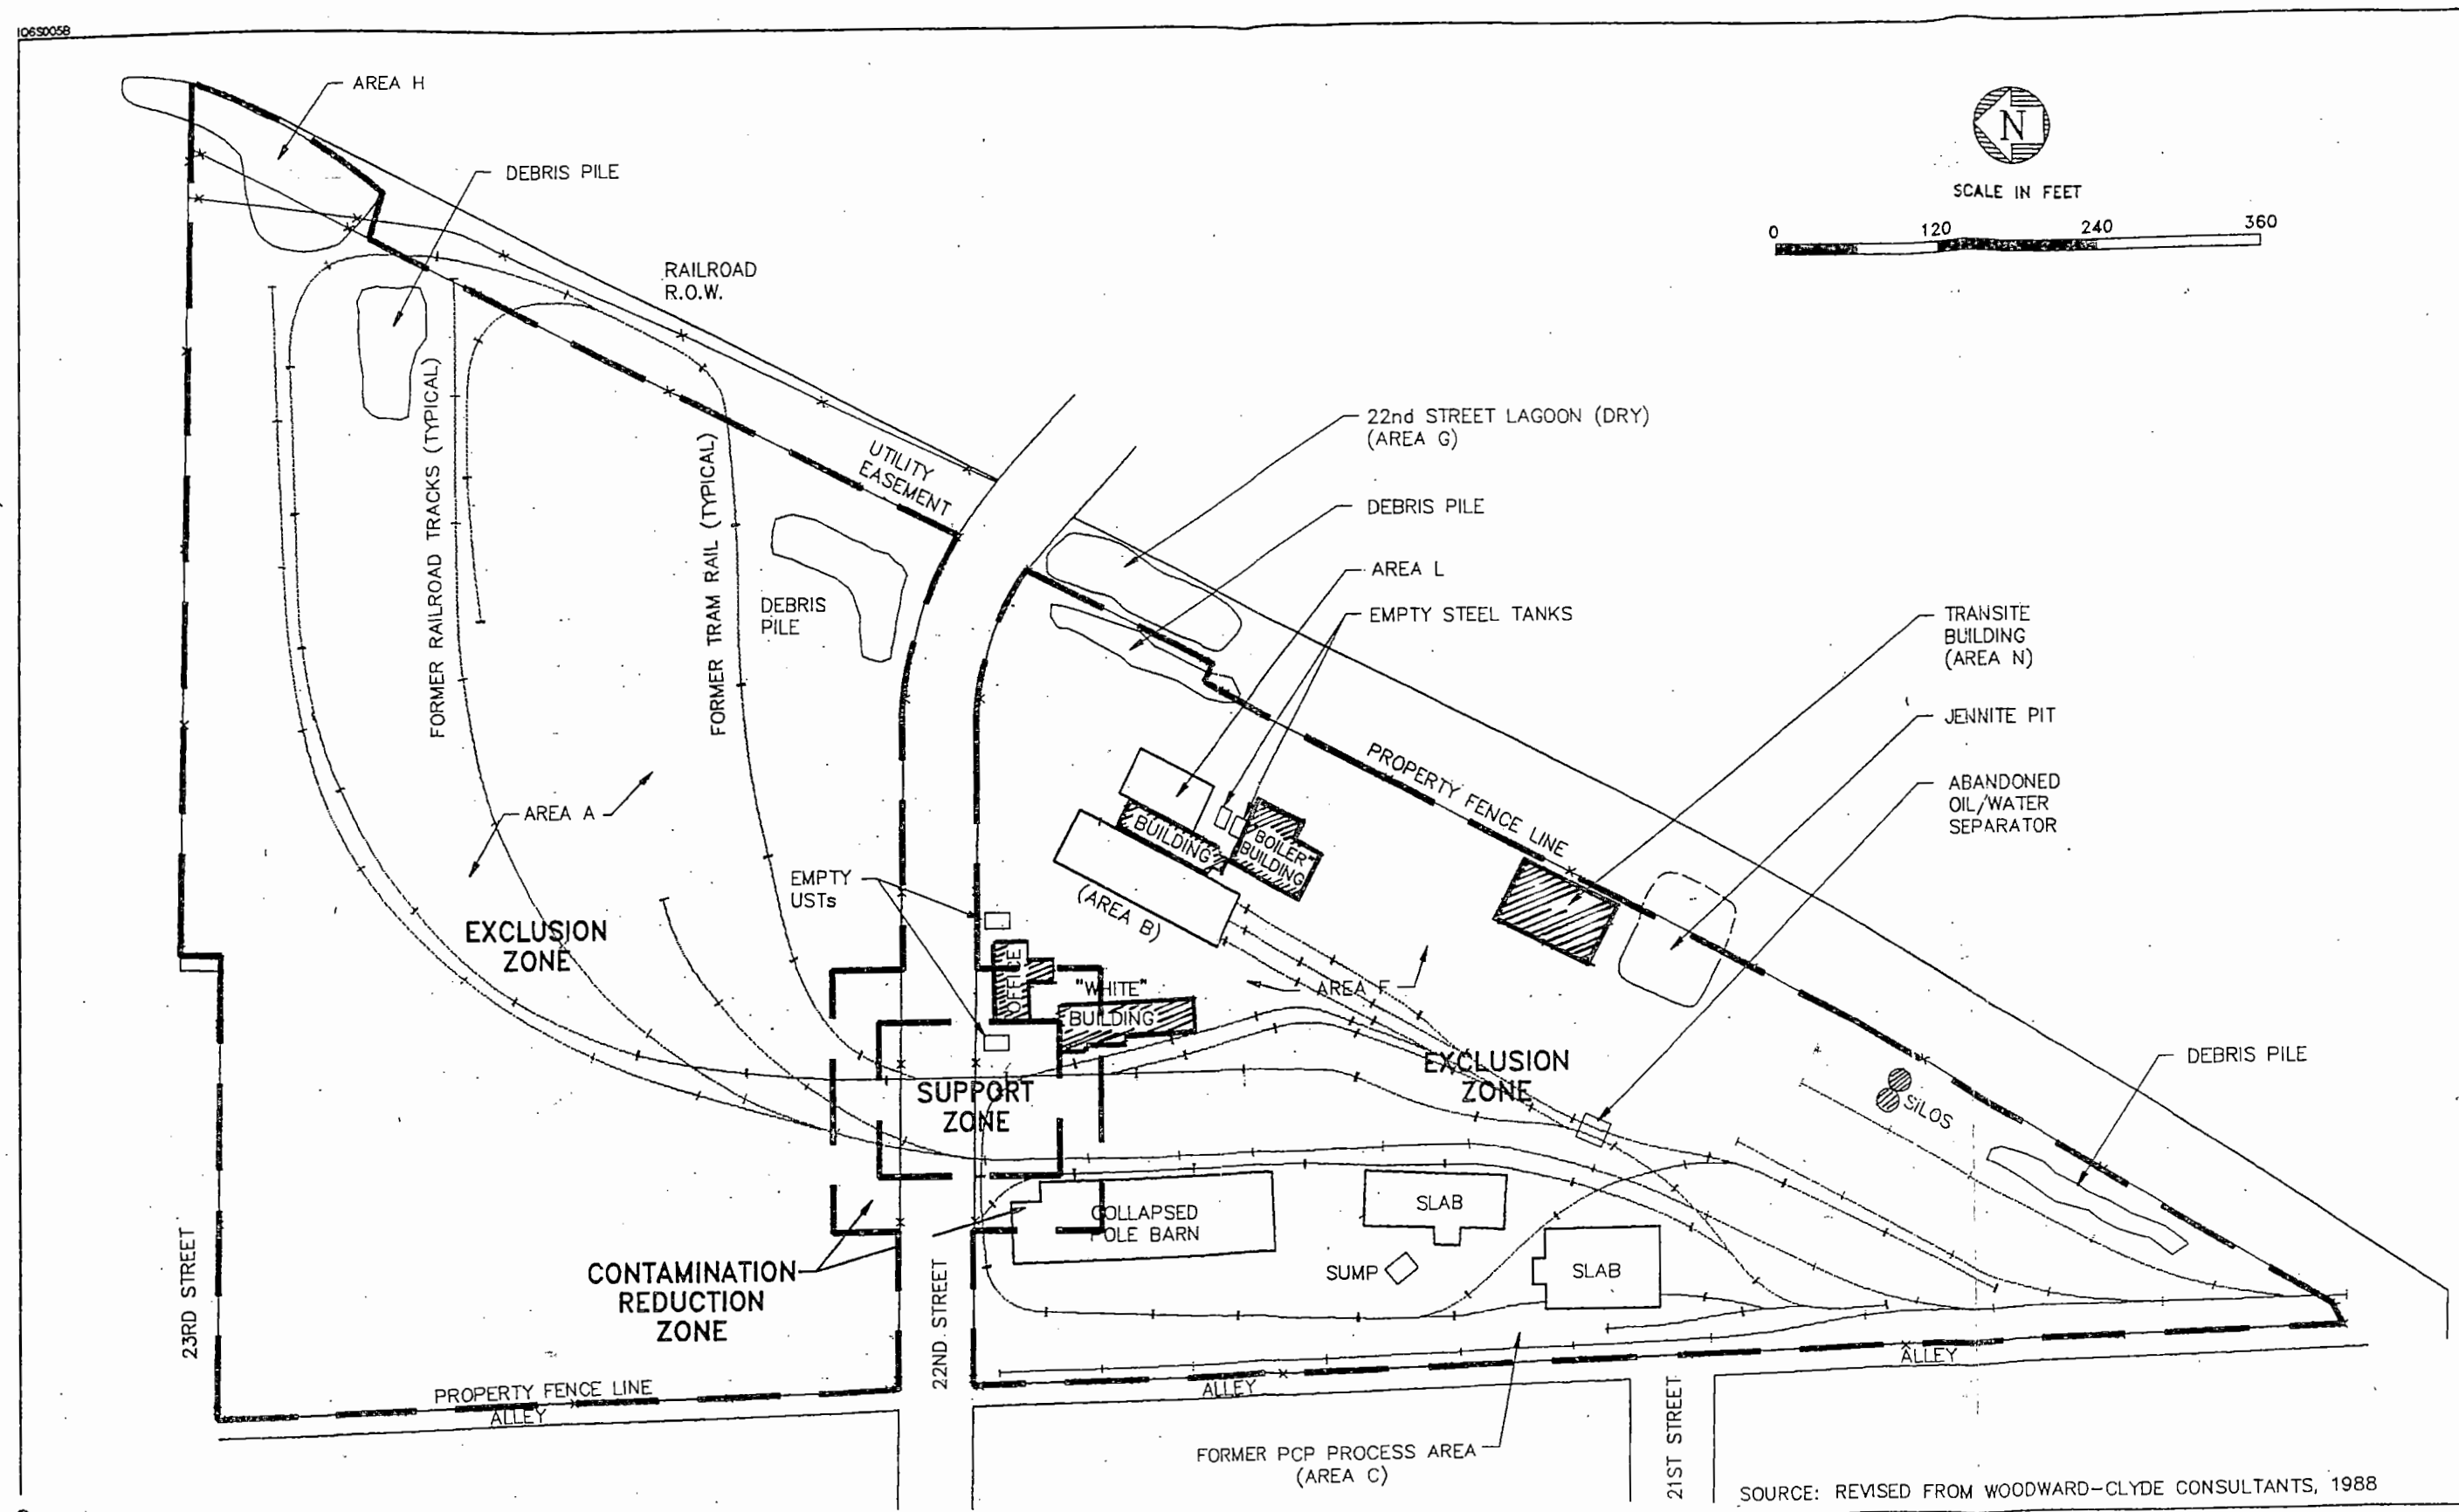 IQ6S005B
AREA H
DEBRIS PILE
RAILROAD
R.O.W.
N
SCALE IN FEET
0 120 240 360
FORMER RAILROAD TRACKS (TYPICAL)
FORMER TRAM RAIL (TYPICAL)
UTILITY
EASEMENT
DEBRIS
PILE
22nd STREET LAGOON (DRY)
(AREA G)
DEBRIS PILE
AREA L
EMPTY STEEL TANKS
TRANSITE
BUILDING
(AREA N)
JENNITE PIT
ABANDONED
OIL/WATER
SEPARATOR
PROPERTY FENCE LINE
AREA A
BUILDING
"BOILER"
BUILDING
(AREA B)
EMPTY
USTs
EXCLUSION
ZONE
OFFICE
"WHITE"
BUILDING
AREA F
EXCLUSION
ZONE
SUPPORT
ZONE
SILOS
DEBRIS PILE
COLLAPSED
POLE BARN
SLAB
SUMP
SLAB
CONTAMINATION
REDUCTION
ZONE
23RD STREET
22ND STREET
PROPERTY FENCE LINE
ALLEY
ALLEY
ALLEY
21ST STREET
FORMER PCP PROCESS AREA
(AREA C)
SOURCE: REVISED FROM WOODWARD-CLYDE CONSULTANTS, 1988